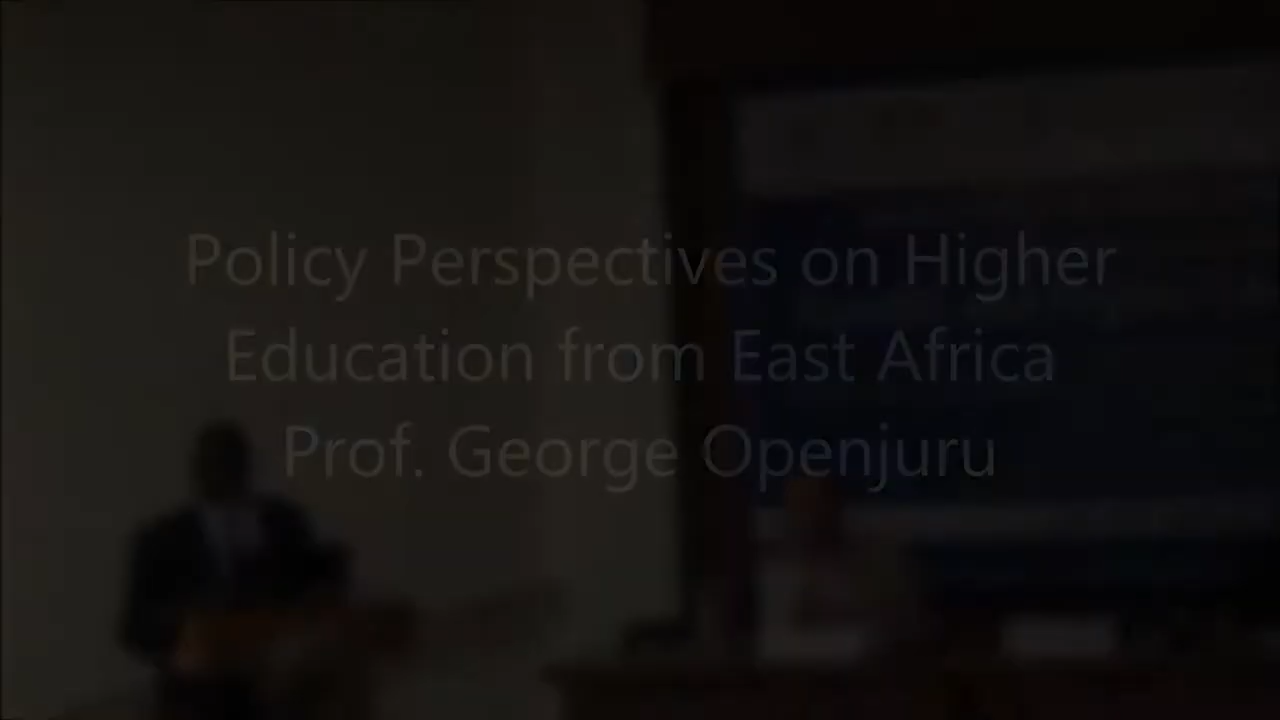 Policy Perspectives on Higher
Education from East Africa
Prof. George Openjuru